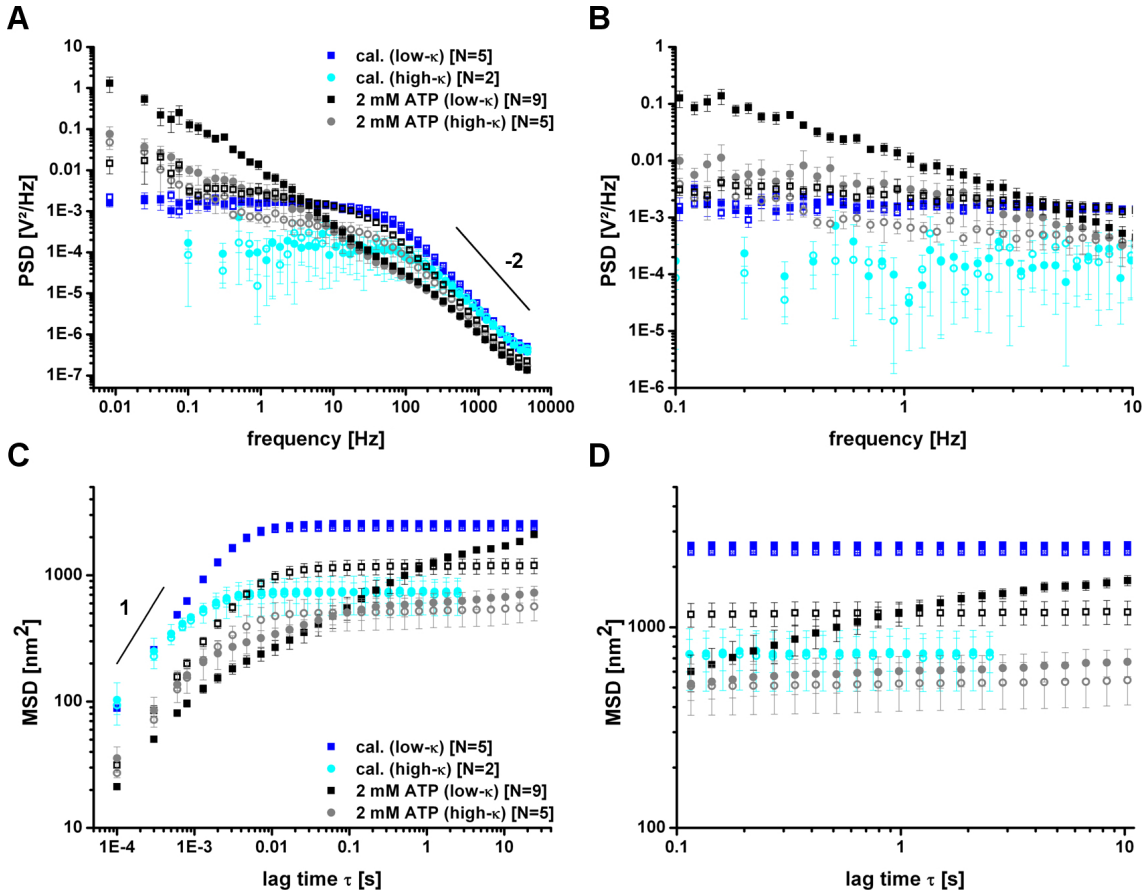 A
10
1
0.1
0.01
1E-3
1E-4
1E-5
1E-6
1E-7
PSD [V²/Hz]
cal. (low-κ) [N=5]
cal. (high-κ) [N=2]
2 mM ATP (low-κ) [N=9]
2 mM ATP (high-κ) [N=5]
-2
0.01 0.1 1 10 100 1000 10000
frequency [Hz]
B
1
0.1
0.01
1E-3
1E-4
1E-5
1E-6
PSD [V²/Hz]
0.1 1 10
frequency [Hz]
C
1000
100
10
MSD [nm²]
1
cal. (low-κ) [N=5]
cal. (high-κ) [N=2]
2 mM ATP (low-κ) [N=9]
2 mM ATP (high-κ) [N=5]
1E-4 1E-3 0.01 0.1 1 10
lag time τ [s]
D
1000
100
MSD [nm²]
0.1 1 10
lag time τ [s]